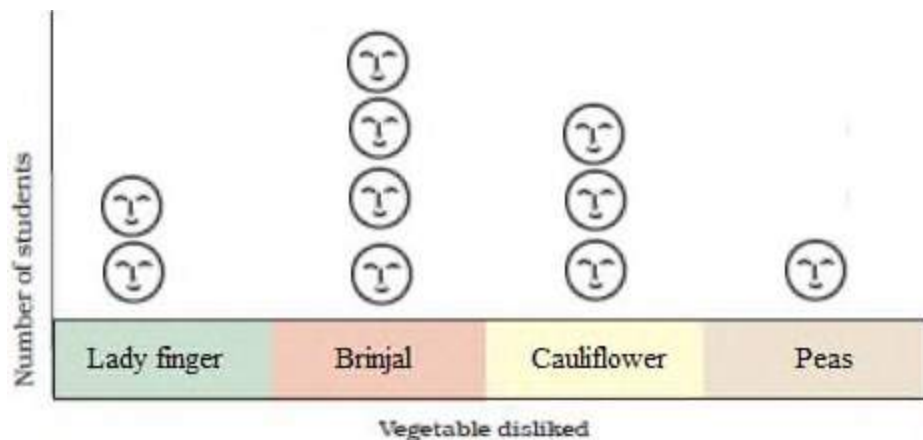 Number of students
Lady finger
Brinjal
Cauliflower
Peas
Vegetable disliked